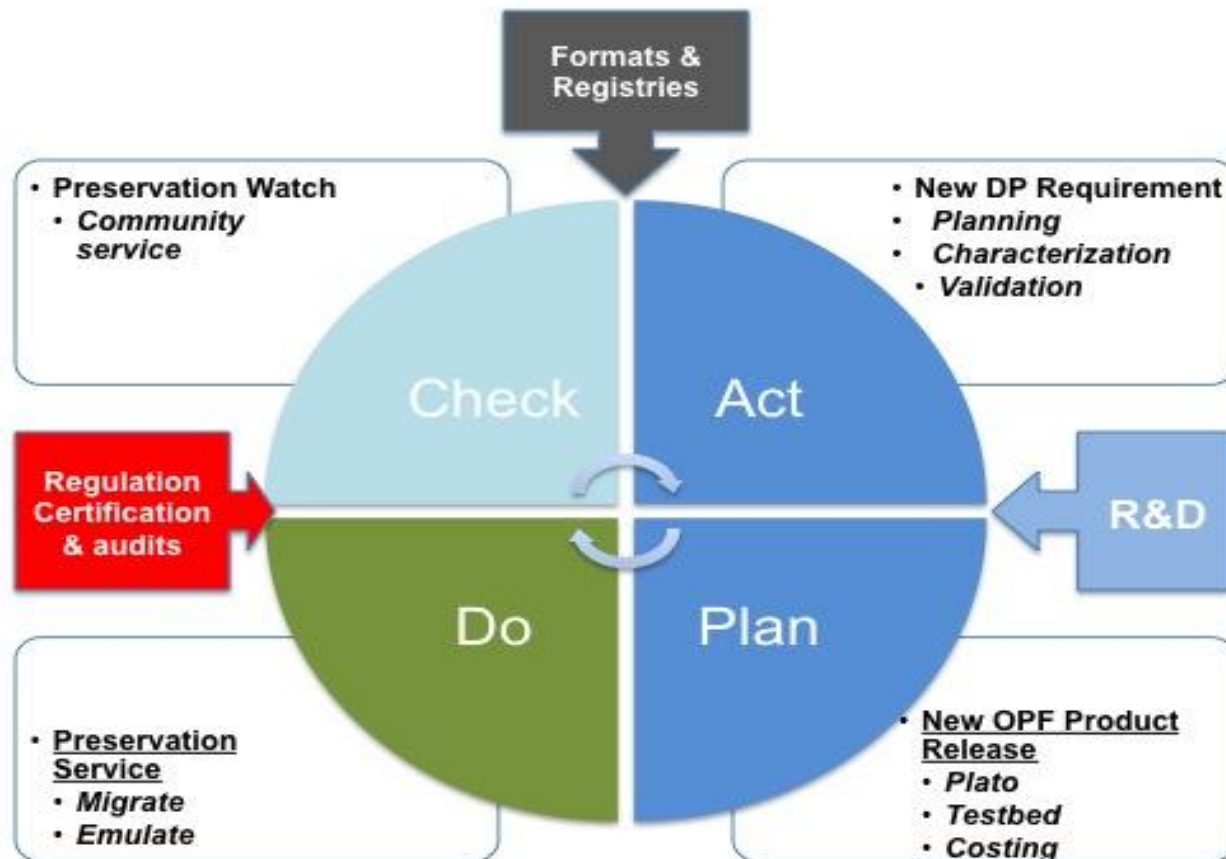 Formats &
Registries
• Preservation Watch
• Community
service
• New DP Requirement
• Planning
• Characterization
• Validation
Check
Act
Regulation
Certification
& audits
R&D
Do
Plan
• Preservation
Service
• Migrate
• Emulate
• New OPF Product
Release
• Plato
• Testbed
• Costing